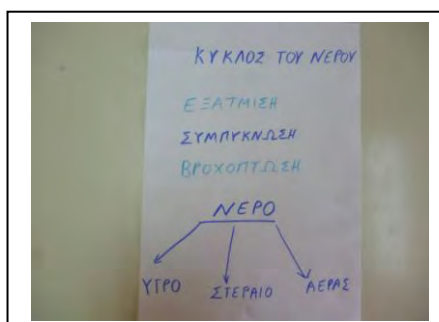 ΚΥΚΛΟΣ ΤΟΥ ΝΕΡΟΥ
ΕΞΑΤΜΙΣΗ
ΣΥΜΠΥΚΝΩΣΗ
ΒΡΟΧΟΠΤΩΣΗ
ΝΕΡΟ
ΥΓΡΟ ΣΤΕΡΑΙΟ ΑΕΡΑΣ